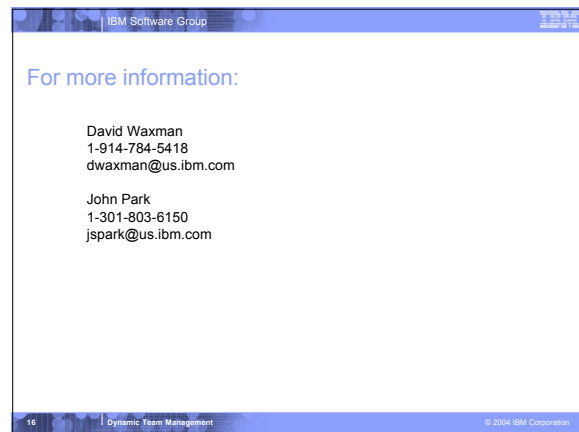 IBM Software Group
IBM
For more information:
David Waxman
1-914-784-5418
dwaxman@us.ibm.com
John Park
1-301-803-6150
jspark@us.ibm.com
16
Dynamic Team Management
© 2004 IBM Corporation